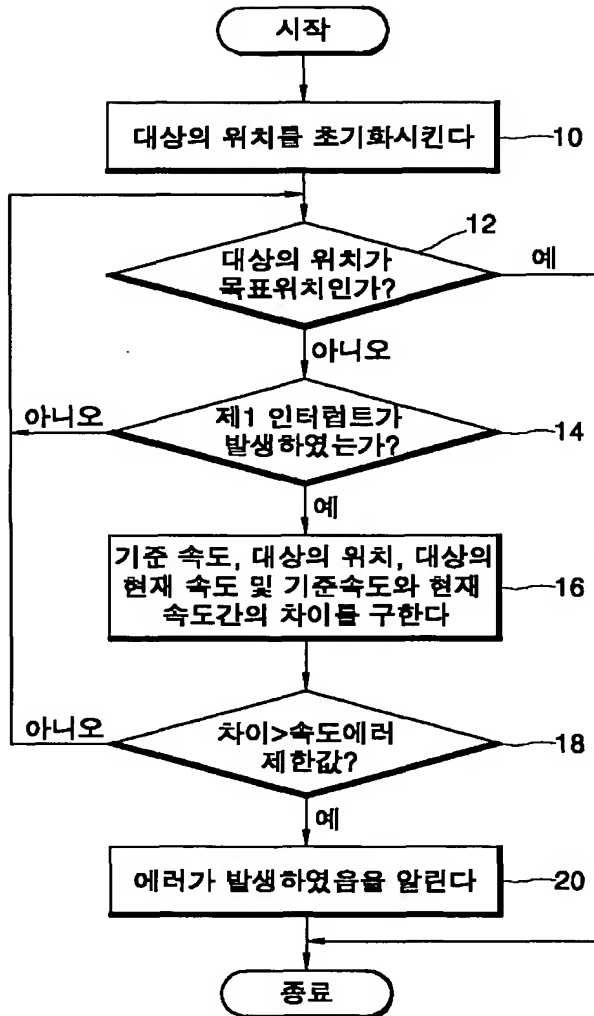 시작
대상의 위치를 초기화시킨다
10
12
대상의 위치가
목표위치인가?
예
아니오
아니오
제1 인터럽트가
발생하였는가?
14
예
기준 속도, 대상의 위치, 대상의
현재 속도 및 기준속도와 현재
속도간의 차이를 구한다
16
아니오
차이>속도에러
제한값?
18
예
에러가 발생하였음을 알린다
20
종료